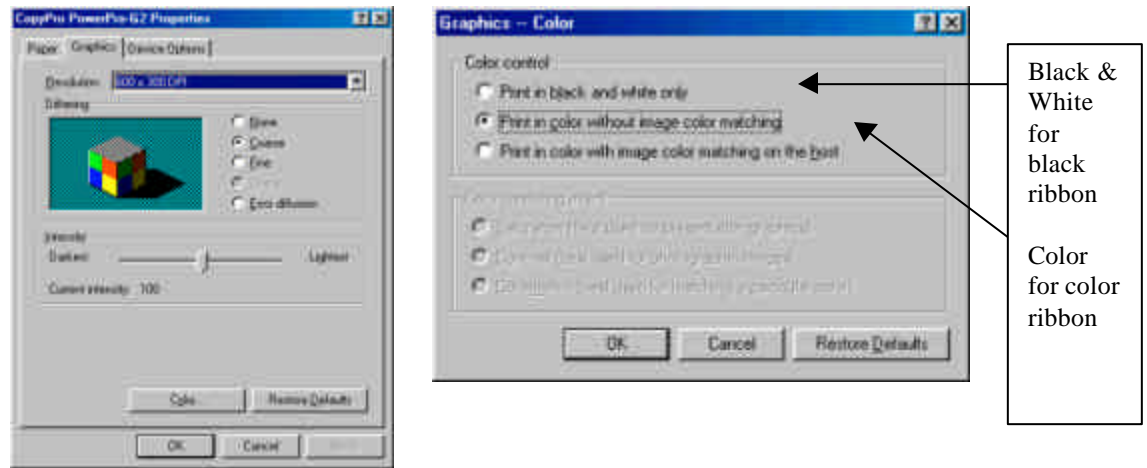 CopyPro PowerPro-G2 Properties
Paper Graphics Device Options
Resolution: 300 x 300 DPI
Dithering
None
Coarse
Fine
Error diffusion
Intensity
Darkest Lightest
Current intensity: 100
Color... Restore Defaults
OK Cancel
Graphics -- Color
Color control
Print in black and white only
Print in color without image color matching
Print in color with image color matching on the host
OK Cancel Restore Defaults
Black &
White
for
black
ribbon
Color
for color
ribbon